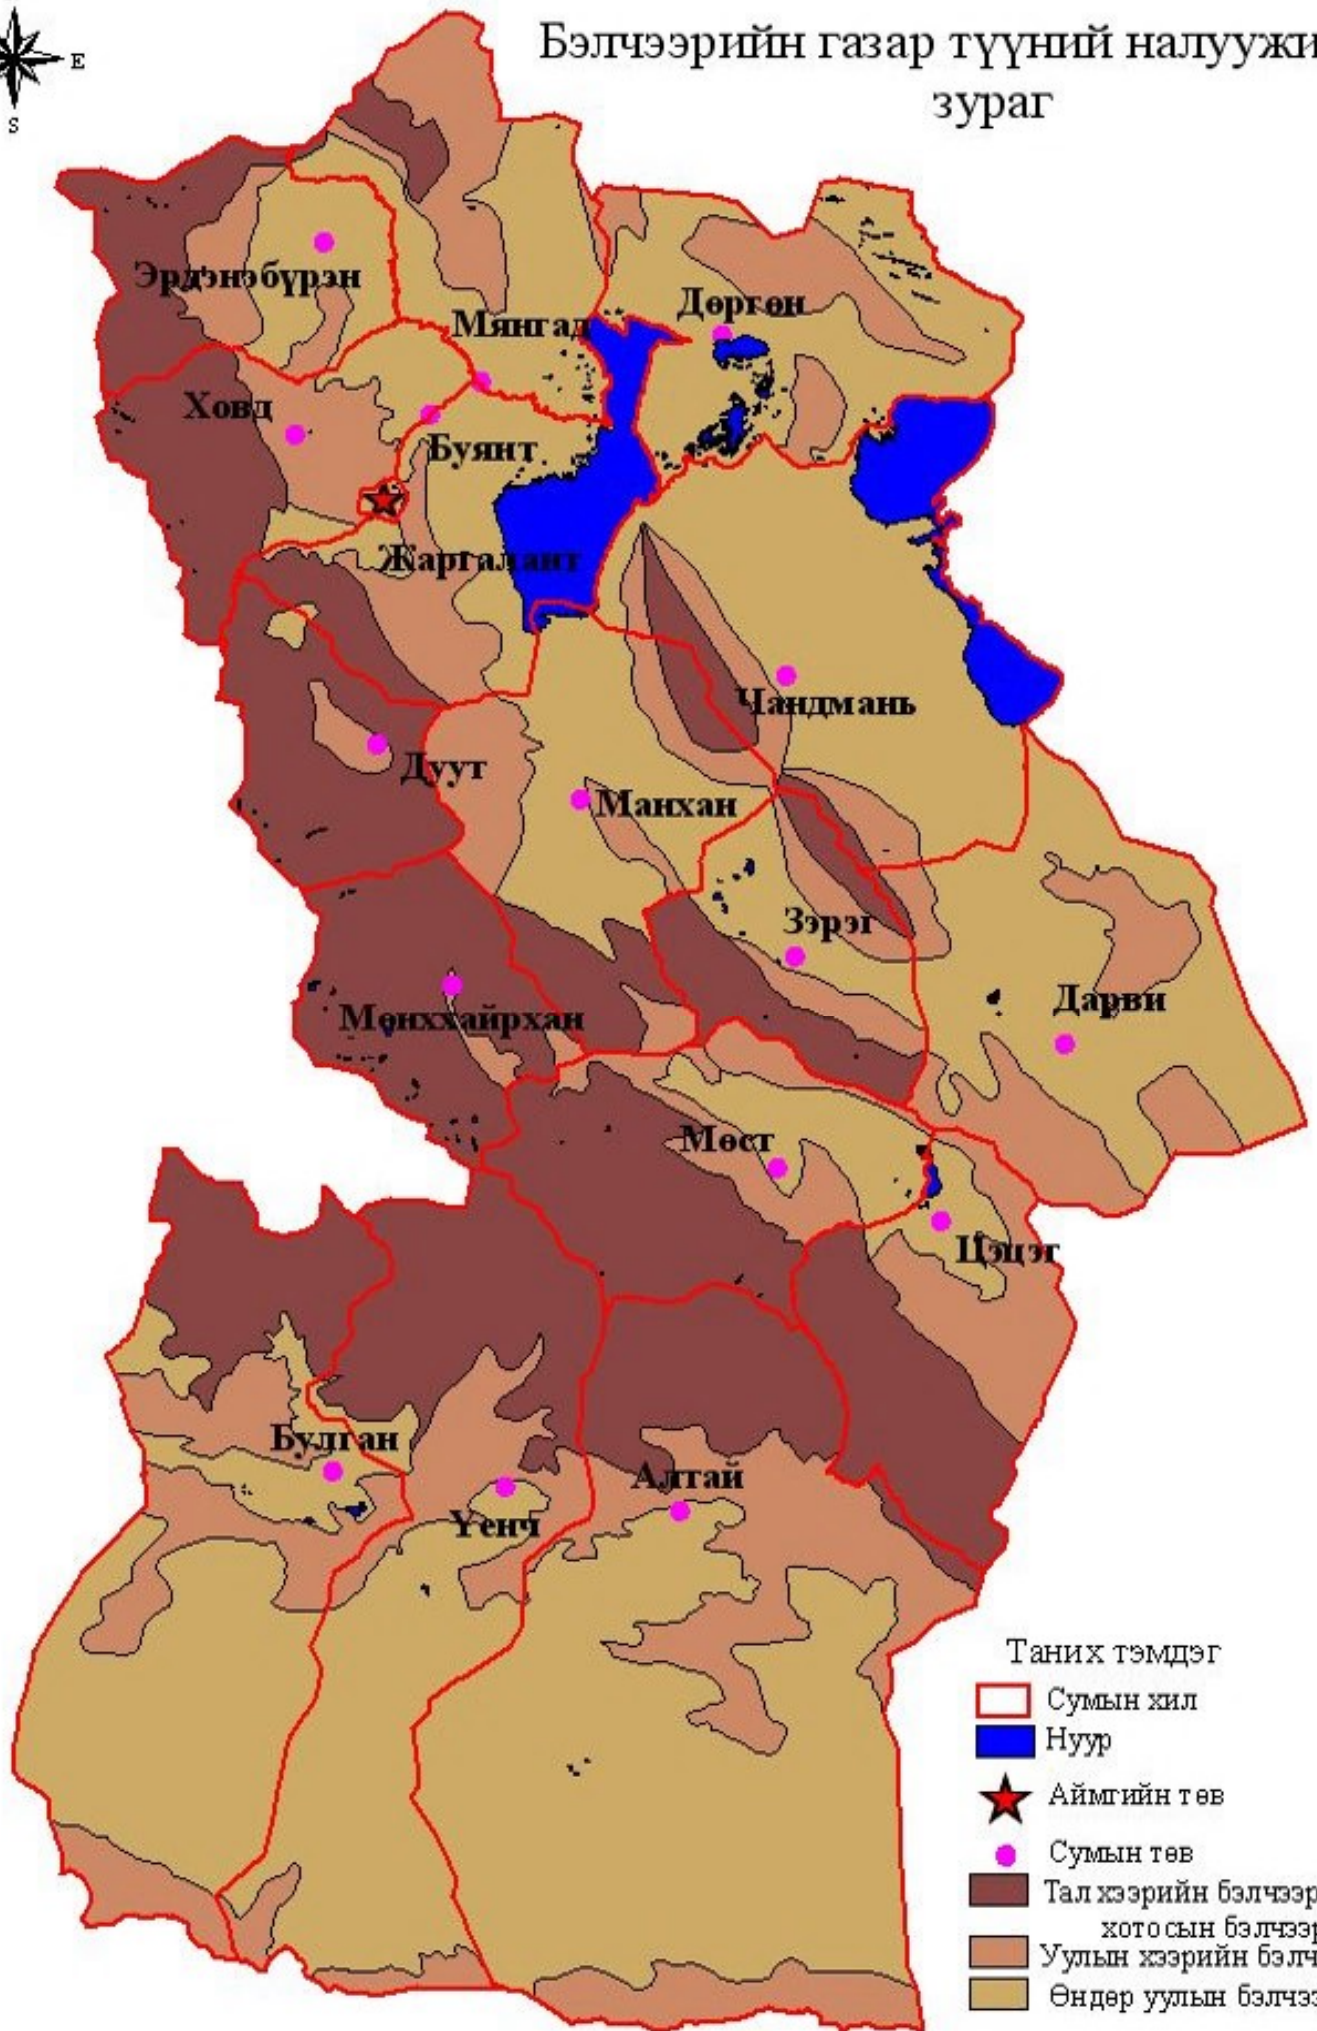 Бэлчээрийн газар түүний налуужи
зураг
E
S
Эрдэнэбүрэн
Мянгад
Дөргөн
Ховд
Буянт
Жаргалант
Чандмань
Дуут
Манхан
Зэрэг
Дарви
Мөнххайрхан
Мөст
Цэцэг
Булган
Үенч
Алтай
Таних тэмдэг
Сумын хил
Нуур
Аймгийн төв
Сумын төв
Тал хээрийн бэлчээр
хотосын бэлчээр
Уулын хээрийн бэлч
Өндөр уулын бэлчээ